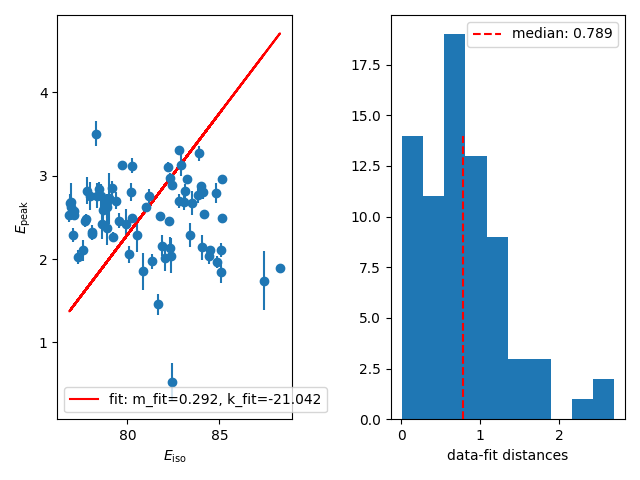 4
3
2
1
E_peak
fit: m_fit=0.292, k_fit=-21.042
80 85
E_iso
median: 0.789
17.5
15.0
12.5
10.0
7.5
5.0
2.5
0.0
0 1 2
data-fit distances